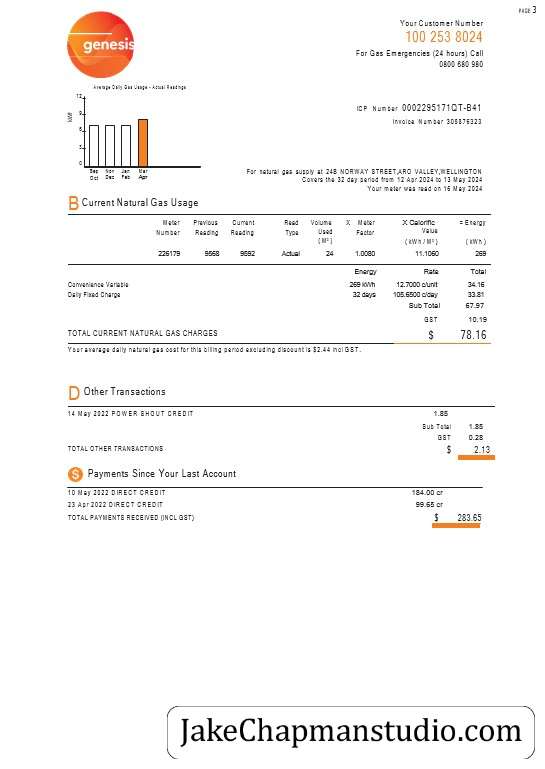 PAGE 3
genesis
Your Customer Number
100 253 8024
For Gas Emergencies (24 hours) Call
0800 680 980
Average Daily Gas Usage - Actual Readings
12
9
6
3
0
kWh
Sep Nov Jan Mar
Oct Dec Feb Apr
ICP Number 0002295171QT-B41
Invoice Number 305876323
For natural gas supply at 24B NORWAY STREET,ARO VALLEY,WELLINGTON
Covers the 32 day period from 12 Apr 2024 to 13 May 2024
Your meter was read on 16 May 2024
B Current Natural Gas Usage
Meter Previous Current Read Volume X Meter X Calorific = Energy
Number Reading Reading Type Used Factor Value
(M³) (kWh/M³) (kWh)
226179 9568 9592 Actual 24 1.0080 11.1060 269
Energy Rate Total
Convenience Variable 269 kWh 12.7000 c/unit 34.16
Daily Fixed Charge 32 days 105.6500 c/day 33.81
Sub Total 67.97
GST 10.19
TOTAL CURRENT NATURAL GAS CHARGES $ 78.16
Your average daily natural gas cost for this billing period excluding discount is $2.44 incl GST.
D Other Transactions
14 May 2022 POWER SHOUT CREDIT 1.85
Sub Total 1.85
GST 0.28
TOTAL OTHER TRANSACTIONS $ 2.13
S Payments Since Your Last Account
10 May 2022 DIRECT CREDIT 184.00 cr
23 Apr 2022 DIRECT CREDIT 99.65 cr
TOTAL PAYMENTS RECEIVED (INCL GST) $ 283.65
JakeChapmanstudio.com